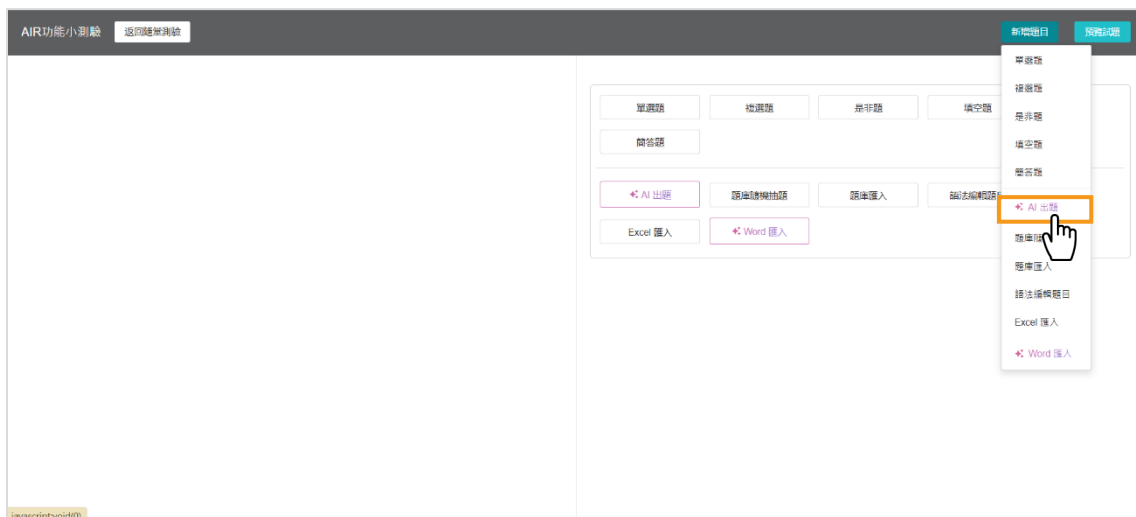 AIR功能小測驗 返回隨堂測驗 新增題目 預覽試題
單選題
複選題
是非題
填空題
簡答題
AI 出題
題庫匯入
語法編輯題目
Excel 匯入
Word 匯入
單選題 複選題 是非題 填空題
簡答題
AI 出題 題庫隨機抽題 題庫匯入 語法編輯題目
Excel 匯入 Word 匯入
javascript:void(0)